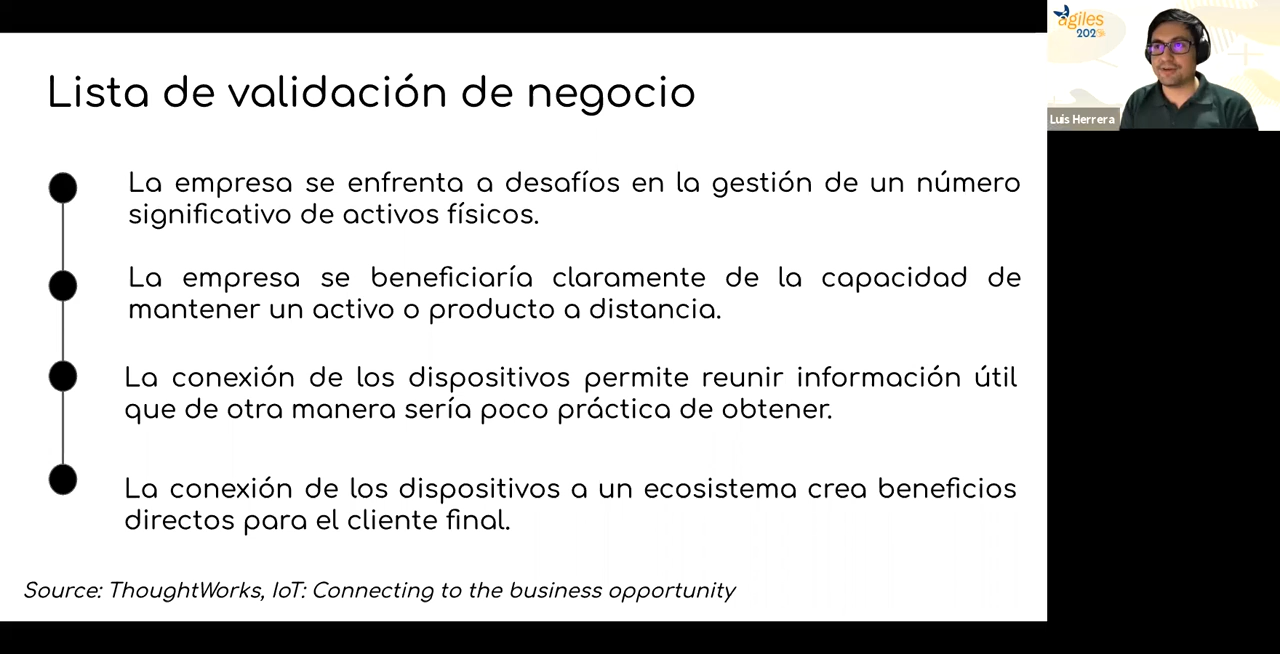 Lista de validación de negocio
La empresa se enfrenta a desafíos en la gestión de un número
significativo de activos físicos.
La empresa se beneficiaría claramente de la capacidad de
mantener un activo o producto a distancia.
La conexión de los dispositivos permite reunir información útil
que de otra manera sería poco práctica de obtener.
La conexión de los dispositivos a un ecosistema crea beneficios
directos para el cliente final.
Source: ThoughtWorks, IoT: Connecting to the business opportunity
agiles
Luis Herrera